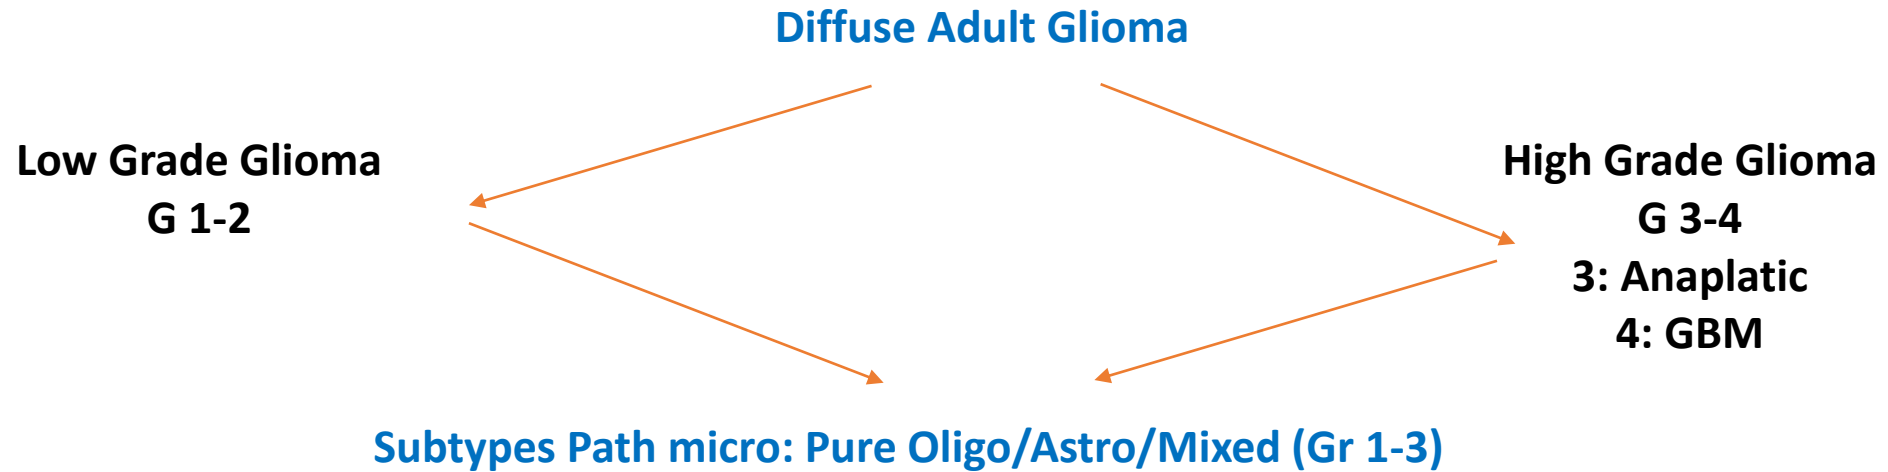 Diffuse Adult Glioma
Low Grade Glioma
G 1-2
High Grade Glioma
G 3-4
3: Anaplatic
4: GBM
Subtypes Path micro: Pure Oligo/Astro/Mixed (Gr 1-3)